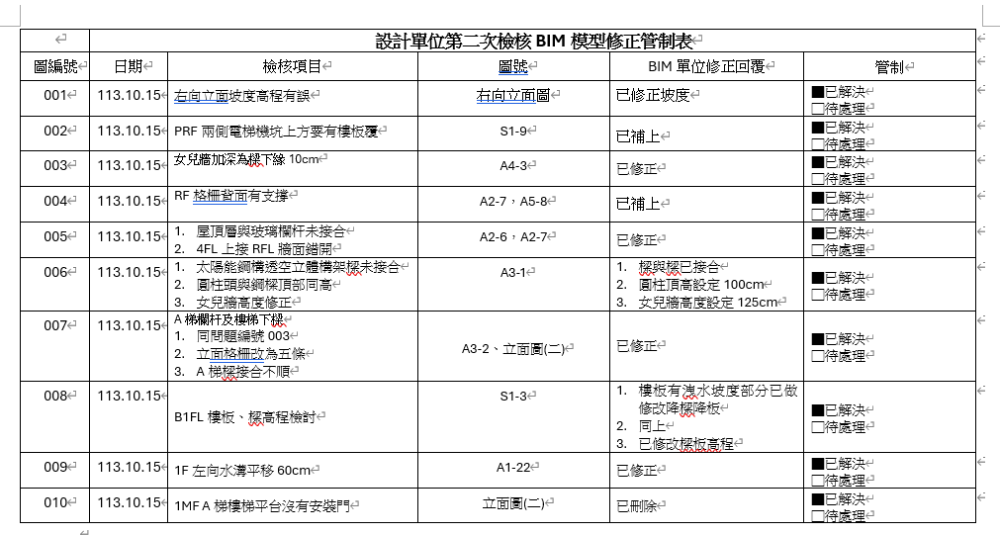 設計單位第二次檢核 BIM 模型修正管制表
圖編號 日期 檢核項目 圖號 BIM 單位修正回覆 管制
001 113.10.15 右向立面坡度高程有誤 右向立面圖 已修正坡度 ■已解決
□待處理
002 113.10.15 PRF 兩側電梯機坑上方要有樓板覆 S1-9 已補上 ■已解決
□待處理
003 113.10.15 女兒牆加深為樑下緣 10cm A4-3 已修正 ■已解決
□待處理
004 113.10.15 RF 格柵背面有支撐 A2-7，A5-8 已補上 ■已解決
□待處理
005 113.10.15 1. 屋頂層與玻璃欄杆未接合 A2-6，A2-7 已修正 ■已解決
2. 4FL 上接 RFL 牆面錯開 □待處理
006 113.10.15 1. 太陽能鋼構透空立體構架樑未接合 A3-1 1. 樑與樑已接合 ■已解決
2. 圓柱頭與鋼樑頂部同高 2. 圓柱頂高設定 100cm □待處理
3. 女兒牆高度修正 3. 女兒牆高度設定 125cm
007 113.10.15 A 梯欄杆及樓梯下樑 A3-2、立面圖(二) 已修正 ■已解決
1. 同問題編號 003 □待處理
2. 立面格柵改為五條
3. A 梯樑接合不順
008 113.10.15 B1FL 樓板、樑高程檢討 S1-3 1. 樓板有洩水坡度部分已做 ■已解決
修改降樑降板 □待處理
2. 同上
3. 已修改樑板高程
009 113.10.15 1F 左向水溝平移 60cm A1-22 已修正 ■已解決
□待處理
010 113.10.15 1MF A 梯樓梯平台沒有安裝門 立面圖(二) 已刪除 ■已解決
□待處理